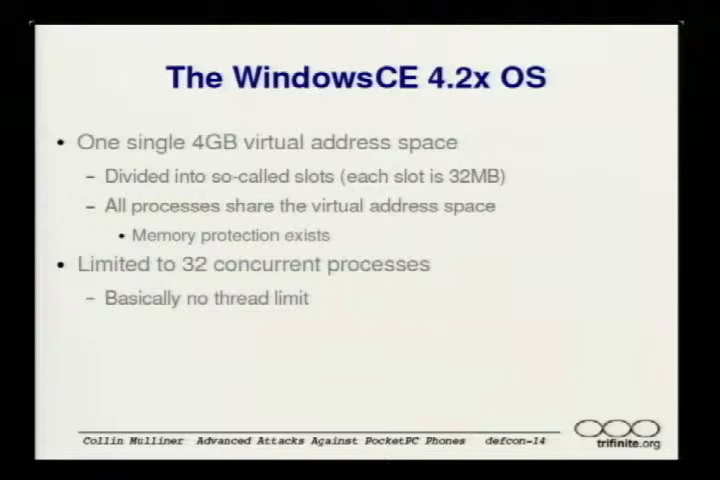 The WindowsCE 4.2x OS
• One single 4GB virtual address space
– Divided into so-called slots (each slot is 32MB)
– All processes share the virtual address space
• Memory protection exists
• Limited to 32 concurrent processes
– Basically no thread limit
Collin Mulliner Advanced Attacks Against PocketPC Phones defcon-14
trifinite.org